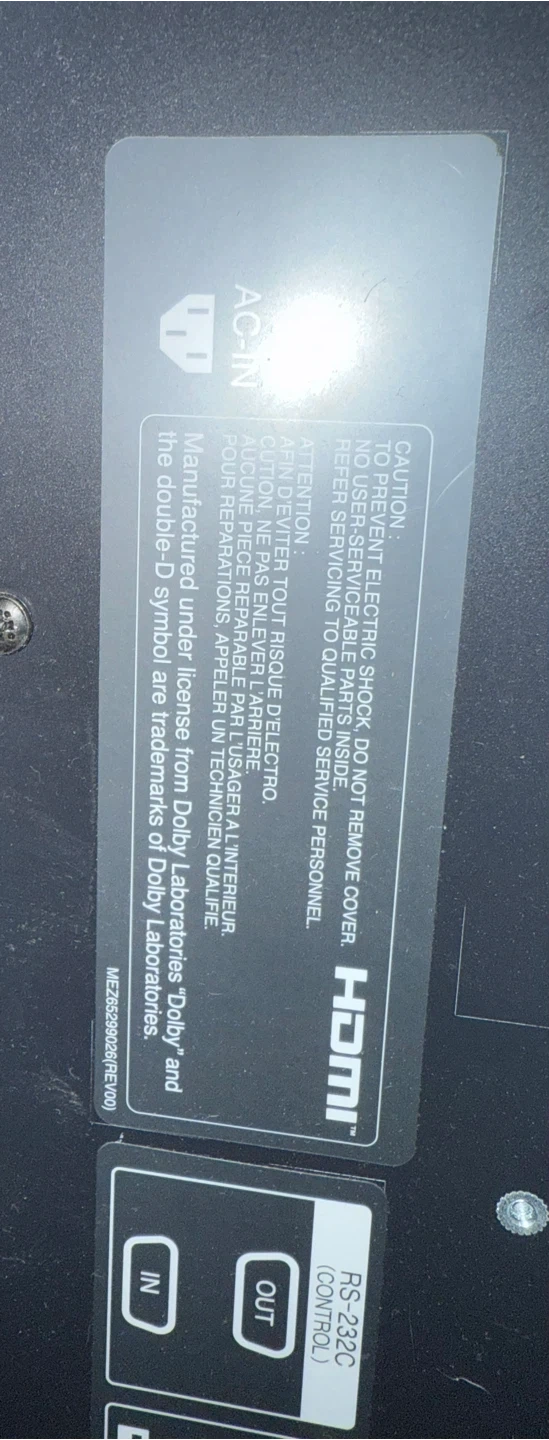 AC-IN
CAUTION :
TO PREVENT ELECTRIC SHOCK, DO NOT REMOVE COVER.
NO USER-SERVICEABLE PARTS INSIDE.
REFER SERVICING TO QUALIFIED SERVICE PERSONNEL.
ATTENTION :
AFIN D'EVITER TOUT RISQUE D'ELECTRO.
CUTION, NE PAS ENLEVER L'ARRIERE.
AUCUNE PIECE REPARABLE PAR L'USAGER A L'INTERIEUR.
POUR REPARATIONS, APPELER UN TECHNICIEN QUALIFIE.
HDMI™
Manufactured under license from Dolby Laboratories “Dolby” and
the double-D symbol are trademarks of Dolby Laboratories.
MEZ65299026(REV00)
RS-232C
(CONTROL)
OUT
IN